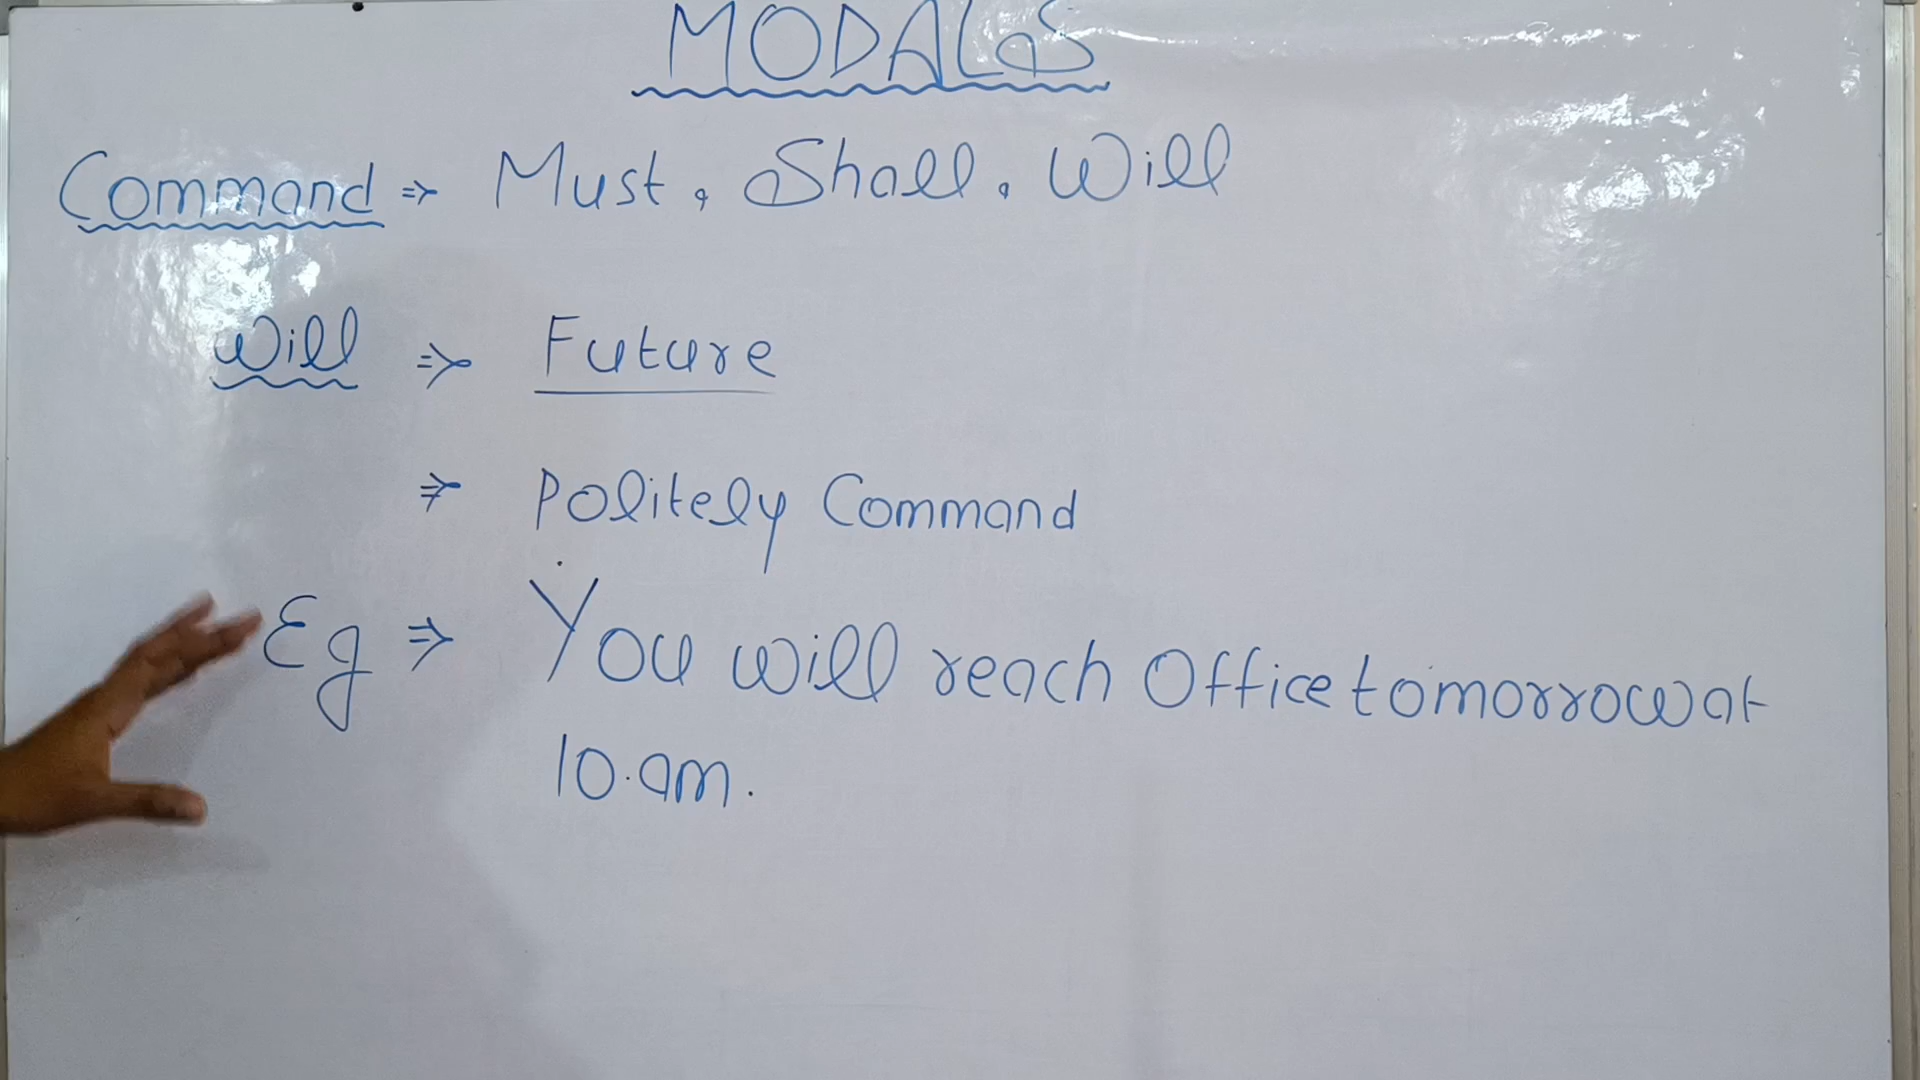 MODALS
Command ⇒ Must, Shall, Will
Will ⇒ Future
⇒ Politely Command
Eg ⇒ You will reach Office tomorrow at
10.am.